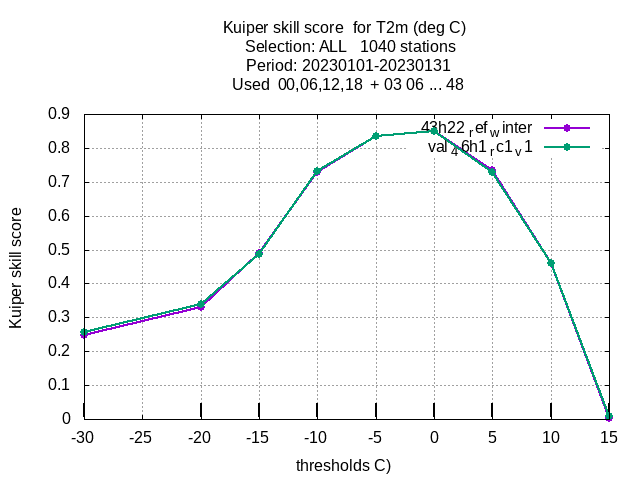 Kuiper skill score  for T2m (deg C)
Selection: ALL   1040 stations
Period: 20230101-20230131
Used  00,06,12,18  + 03 06 ... 48
43h22_ref_winter
val_46h1_rc1_v1
0.9
0.8
0.7
0.6
0.5
0.4
0.3
0.2
0.1
0
Kuiper skill score
-30 -25 -20 -15 -10 -5 0 5 10 15
thresholds C)